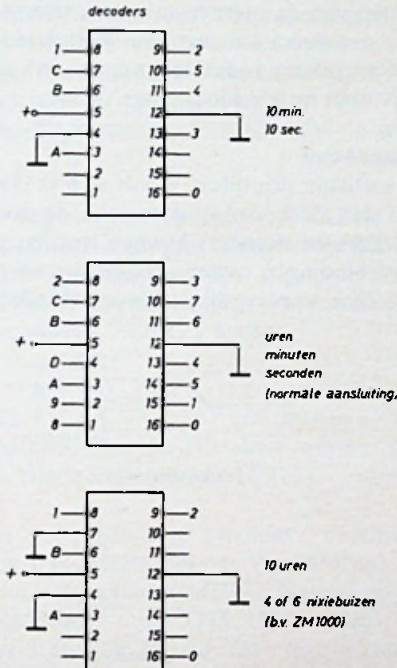 decoders
1 8 9 2
C 7 10 5
B 6 11 4
+ 5 12
4 13 3
A 3 14
2 15
1 16 0
10 min.
10 sec.
2 8 9 3
C 7 10 7
B 6 11 6
+ 5 12
D 4 13 4
A 3 14 5
9 2 15 1
8 1 16 0
uren
minuten
seconden
(normale aansluiting)
1 8 9 2
7 10
B 6 11
+ 5 12
4 13
A 3 14
2 15
1 16 0
10 uren
4 of 6 nixiebuizen
(b.v. ZM1000)